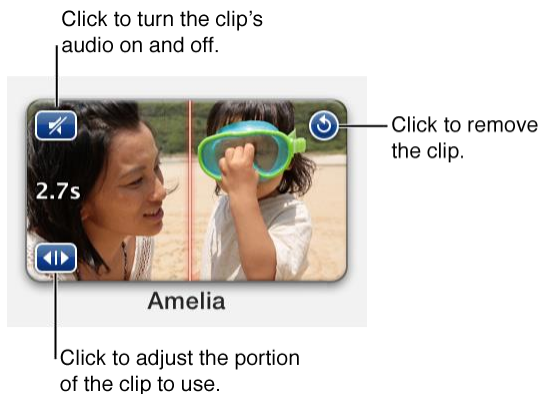 Click to turn the clip's
audio on and off.
Click to remove
the clip.
2.7s
Amelia
Click to adjust the portion
of the clip to use.